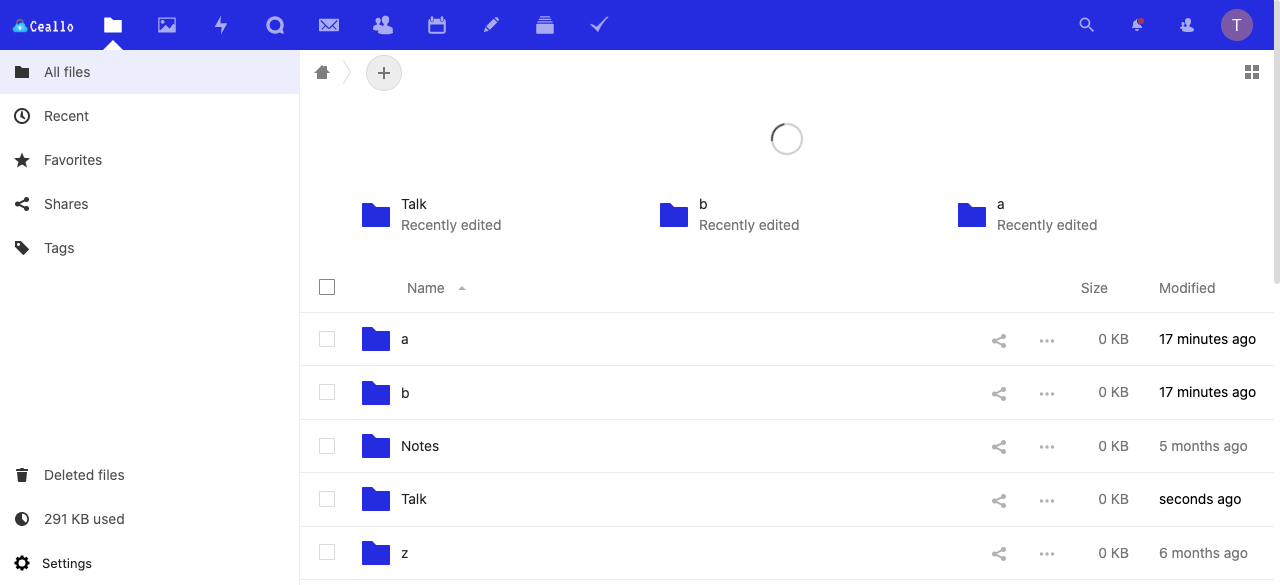 Ceallo
T
All files
Recent
Favorites
Shares
Tags
Deleted files
291 KB used
Settings
Talk
Recently edited
b
Recently edited
a
Recently edited
Name Size Modified
a 0 KB 17 minutes ago
b 0 KB 17 minutes ago
Notes 0 KB 5 months ago
Talk 0 KB seconds ago
z 0 KB 6 months ago